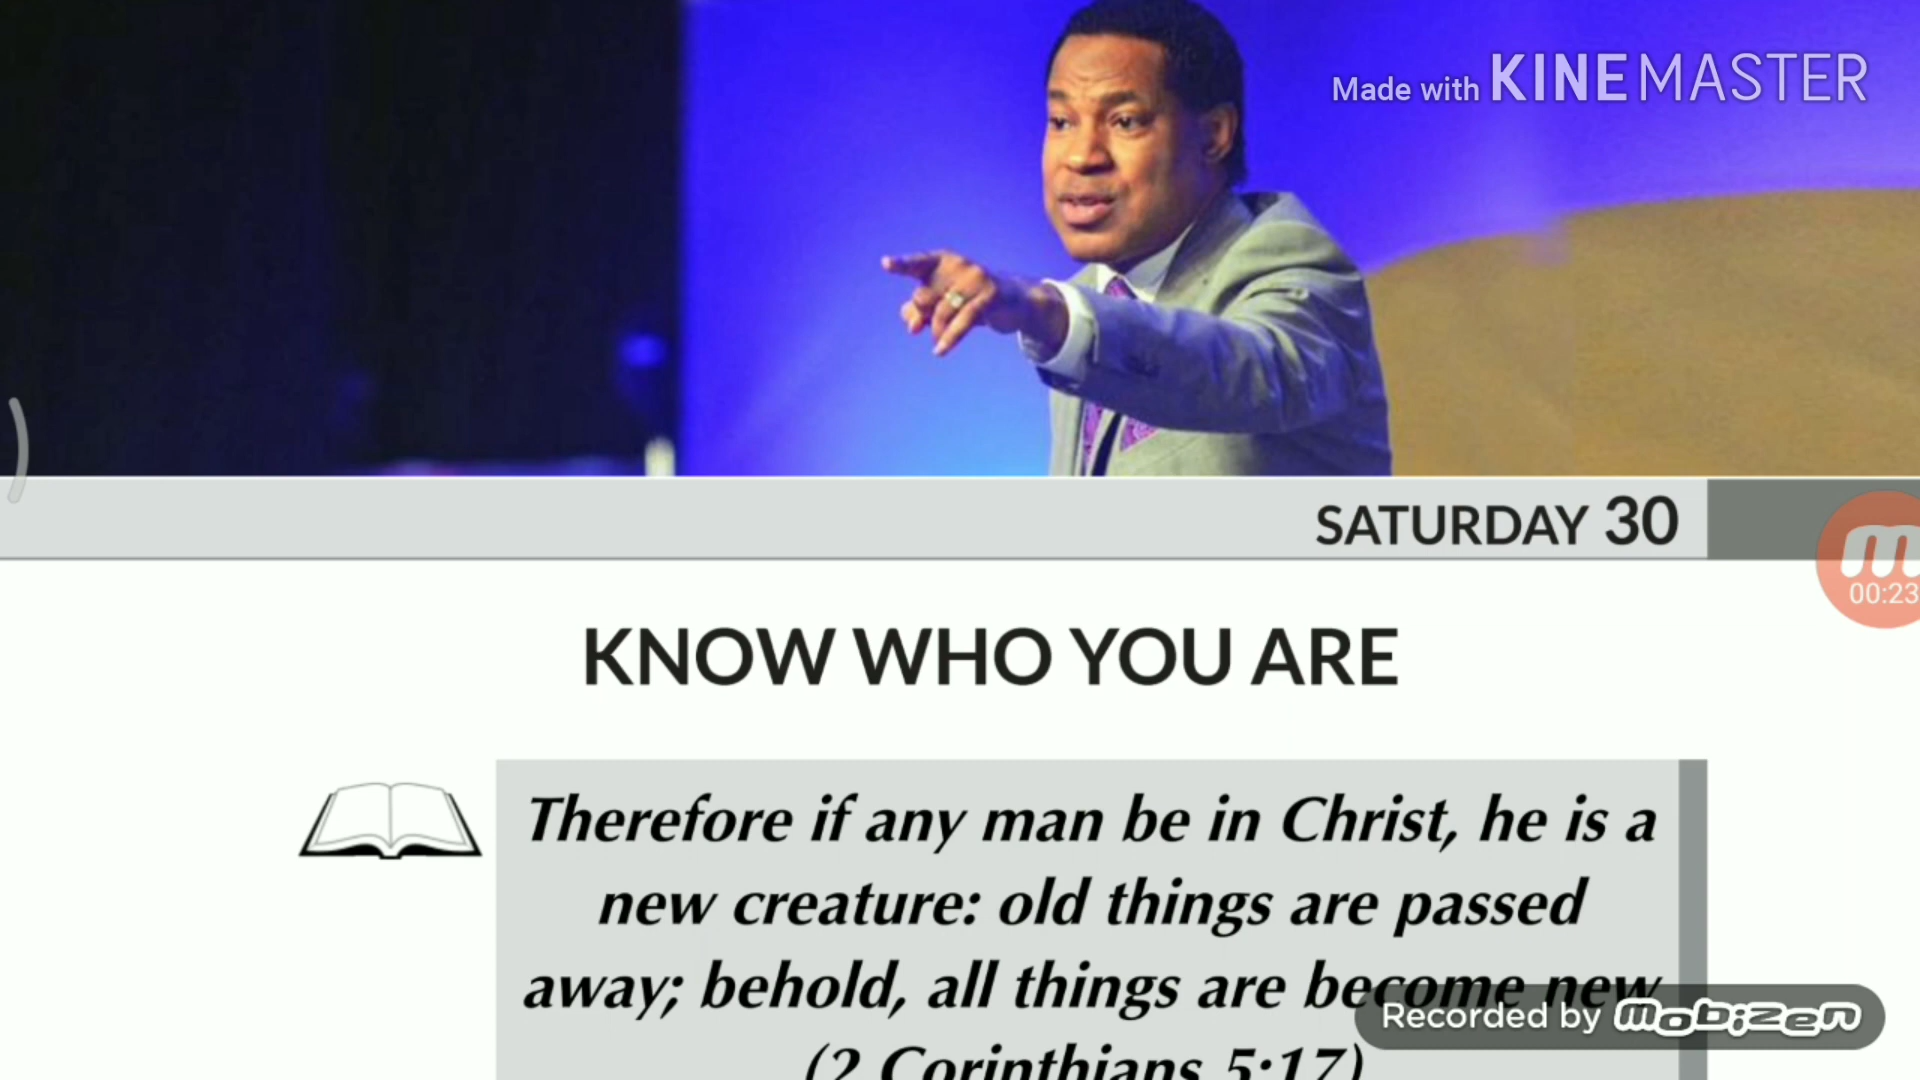 Made with KINEMASTER
SATURDAY 30
00:23
KNOW WHO YOU ARE
Therefore if any man be in Christ, he is a
new creature: old things are passed
away; behold, all things are become new
(2 Corinthians 5:17)
Recorded by mobizen